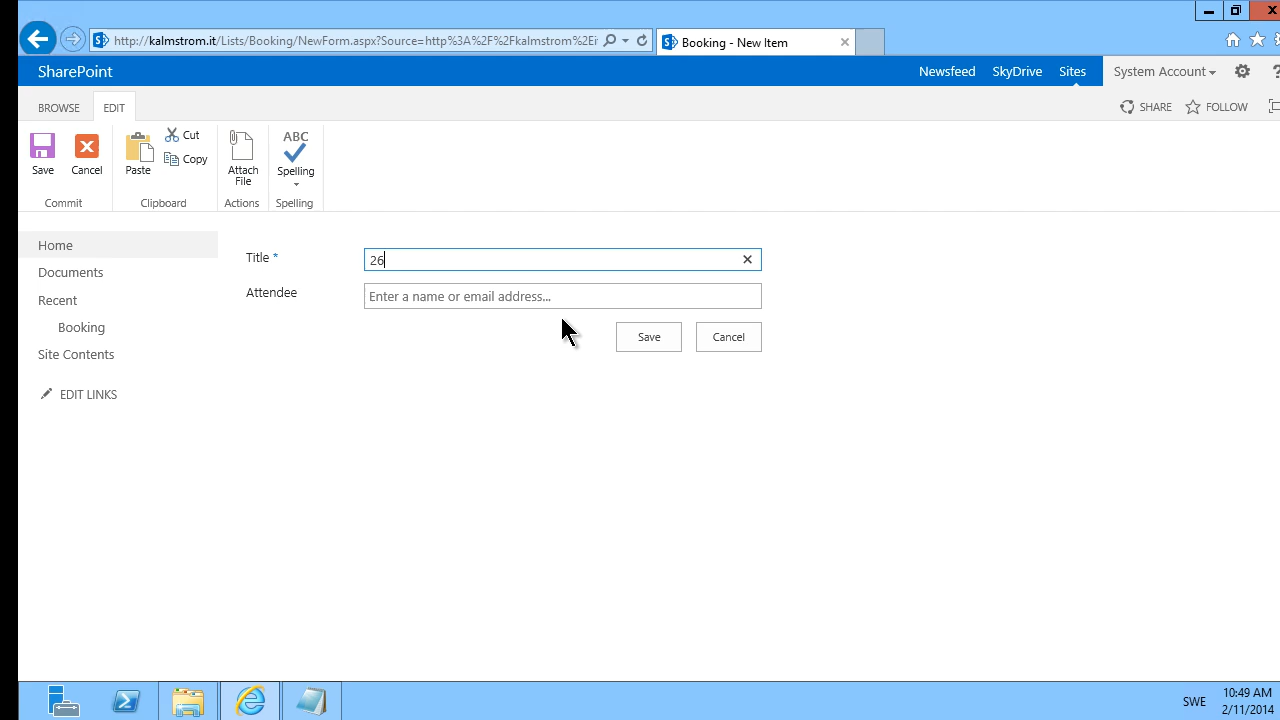 http://kalmstrom.it/Lists/Booking/NewForm.aspx?Source=http%3A%2F%2Fkalmstrom%2Ei
Booking - New Item
SharePoint
Newsfeed SkyDrive Sites System Account ?
BROWSE EDIT SHARE FOLLOW
Save Cancel Paste Cut Copy Attach File ABC Spelling
Commit Clipboard Actions Spelling
Home
Documents
Recent
Booking
Site Contents
EDIT LINKS
Title * 26
Attendee Enter a name or email address...
Save Cancel
SWE 10:49 AM
2/11/2014